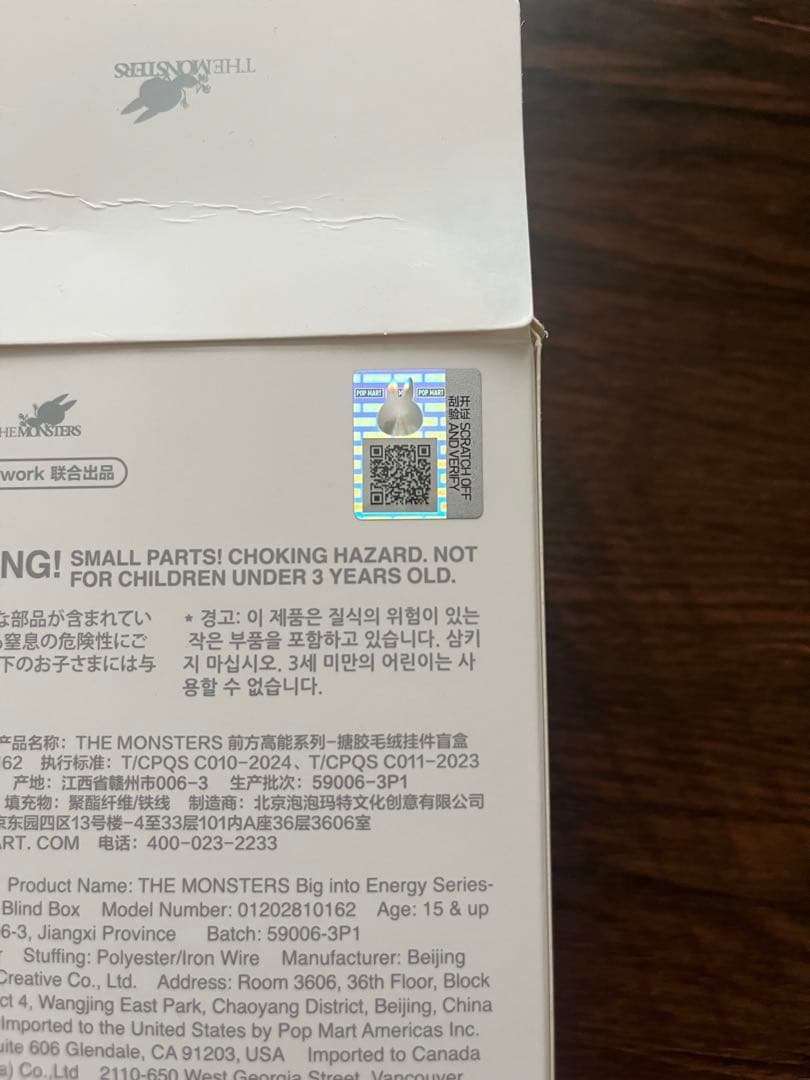 THE MONSTERS
THE MONSTERS
work 联合出品
POP MART
POP MART
刮开
验证 SCRATCH OFF
AND VERIFY
NG! SMALL PARTS! CHOKING HAZARD. NOT
FOR CHILDREN UNDER 3 YEARS OLD.
な部品が含まれてい
窒息の危険性にご
下のお子さまには与
* 경고: 이 제품은 질식의 위험이 있는
작은 부품을 포함하고 있습니다. 삼키
지 마십시오. 3세 미만의 어린이는 사
용할 수 없습니다.
产品名称：THE MONSTERS 前方高能系列-搪胶毛绒挂件盲盒
62 执行标准：T/CPQS C010-2024、T/CPQS C011-2023
产地：江西省赣州市006-3 生产批次：59006-3P1
填充物：聚酯纤维/铁线 制造商：北京泡泡玛特文化创意有限公司
京东园四区13号楼-4至33层101内A座36层3606室
ART. COM 电话：400-023-2233
Product Name: THE MONSTERS Big into Energy Series-
Blind Box Model Number: 01202810162 Age: 15 & up
6-3, Jiangxi Province Batch: 59006-3P1
Stuffing: Polyester/Iron Wire Manufacturer: Beijing
Creative Co., Ltd. Address: Room 3606, 36th Floor, Block
ct 4, Wangjing East Park, Chaoyang District, Beijing, China
Imported to the United States by Pop Mart Americas Inc.
uite 606 Glendale, CA 91203, USA Imported to Canada
a) Co.,Ltd 2110-650 West Georgia Street, Vancouver